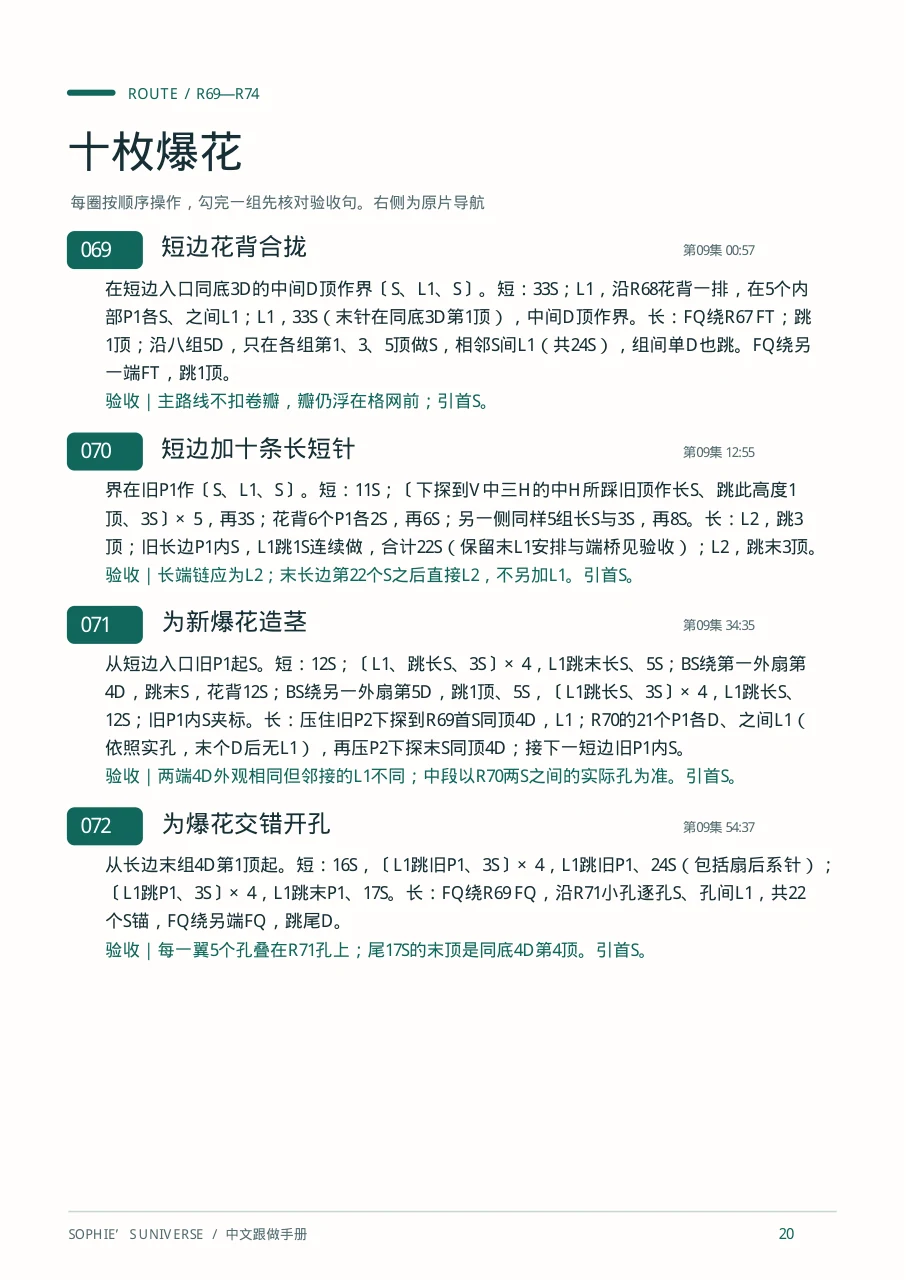 ROUTE / R69—R74
十枚爆花
每圈按顺序操作，勾完一组先核对验收句。右侧为原片导航
069 短边花背合拢 第09集 00:57
在短边入口同底3D的中间D顶作界〔S、L1、S〕。短：33S；L1，沿R68花背一排，在5个内
部P1各S、之间L1；L1，33S（末针在同底3D第1顶），中间D顶作界。长：FQ绕R67FT；跳
1顶；沿八组5D，只在各组第1、3、5顶做S，相邻S间L1（共24S），组间单D也跳。FQ绕另
一端FT，跳1顶。
验收｜主路线不扣卷瓣，瓣仍浮在格网前；引首S。
070 短边加十条长短针 第09集 12:55
界在旧P1作〔S、L1、S〕。短：11S；〔下探到V中三H的中H所踩旧顶作长S、跳此高度1
顶、3S〕× 5，再3S；花背6个P1各2S，再6S；另一侧同样5组长S与3S，再8S。长：L2，跳3
顶；旧长边P1内S，L1跳1S连续做，合计22S（保留末L1安排与端桥见验收）；L2，跳末3顶。
验收｜长端链应为L2；末长边第22个S之后直接L2，不另加L1。引首S。
071 为新爆花造茎 第09集 34:35
从短边入口旧P1起S。短：12S；〔L1、跳长S、3S〕× 4，L1跳末长S、5S；BS绕第一外扇第
4D，跳末S，花背12S；BS绕另一外扇第5D，跳1顶、5S，〔L1跳长S、3S〕× 4，L1跳长S、
12S；旧P1内S夹标。长：压住旧P2下探到R69首S同顶4D，L1；R70的21个P1各D、之间L1（
依照实孔，末个D后无L1），再压P2下探末S同顶4D；接下一短边旧P1内S。
验收｜两端4D外观相同但邻接的L1不同；中段以R70两S之间的实际孔为准。引首S。
072 为爆花交错开孔 第09集 54:37
从长边末组4D第1顶起。短：16S，〔L1跳旧P1、3S〕× 4，L1跳旧P1、24S（包括扇后系针）；
〔L1跳P1、3S〕× 4，L1跳末P1、17S。长：FQ绕R69FQ，沿R71小孔逐孔S、孔间L1，共22
个S锚，FQ绕另端FQ，跳尾D。
验收｜每一翼5个孔叠在R71孔上；尾17S的末顶是同底4D第4顶。引首S。
SOPHIE’ S UNIVERSE / 中文跟做手册 20